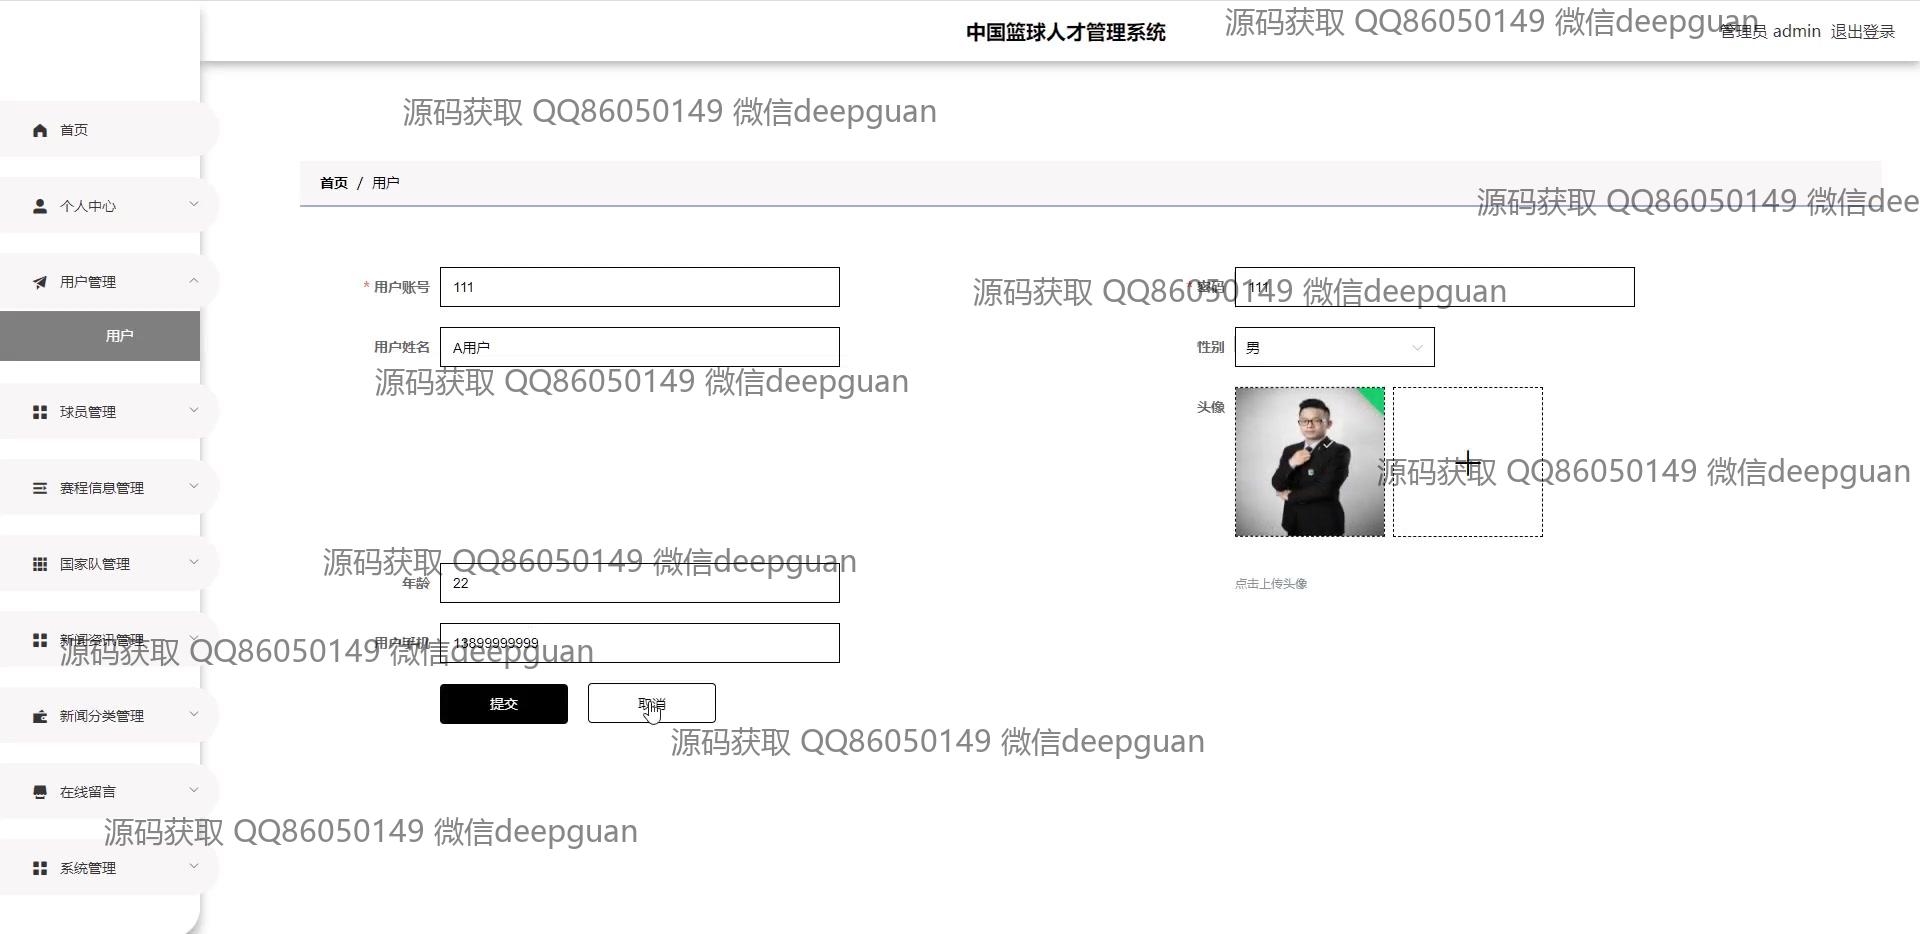 中国篮球人才管理系统
源码获取 QQ86050149 微信deepguan
管理员 admin 退出登录
源码获取 QQ86050149 微信deepguan
首页
首页 / 用户
个人中心
源码获取 QQ86050149 微信dee
用户管理
* 用户账号 111
* 密码 111
源码获取 QQ86050149 微信deepguan
用户
用户姓名 A用户
性别 男
源码获取 QQ86050149 微信deepguan
球员管理
头像
源码获取 QQ86050149 微信deepguan
赛程信息管理
国家队管理
源码获取 QQ86050149 微信deepguan
年龄 22
点击上传头像
新闻资讯管理
用户手机 13899999999
源码获取 QQ86050149 微信deepguan
提交 取消
新闻分类管理
源码获取 QQ86050149 微信deepguan
在线留言
源码获取 QQ86050149 微信deepguan
系统管理